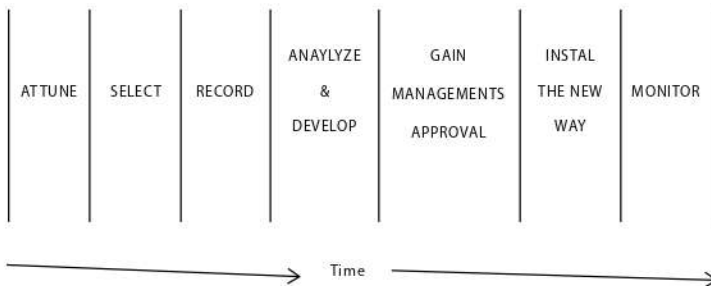 ATTUNE
SELECT
RECORD
ANAYLYZE
&
DEVELOP
GAIN
MANAGEMENTS
APPROVAL
INSTAL
THE NEW
WAY
MONITOR
Time